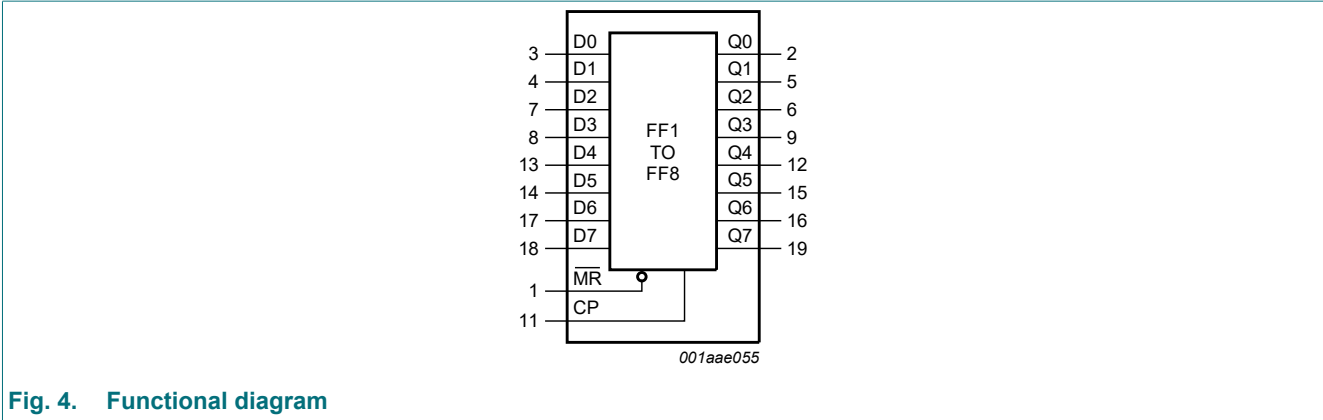 D0 Q0
3 2
D1 Q1
4 5
D2 Q2
7 6
D3 Q3
8 9
FF1
TO
FF8
D4 Q4
13 12
D5 Q5
14 15
D6 Q6
17 16
D7 Q7
18 19
M̅R̅
1
CP
11
001aae055
Fig. 4. Functional diagram